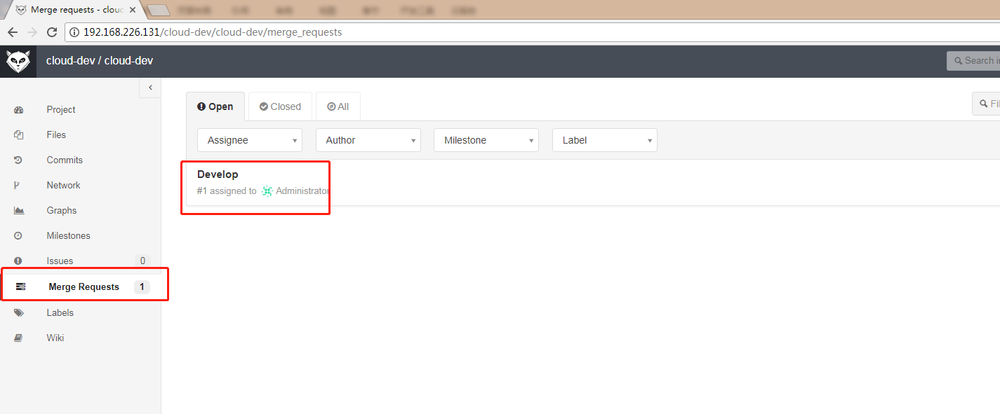 Merge requests - clou
192.168.226.131/cloud-dev/cloud-dev/merge_requests
cloud-dev / cloud-dev
Search in
Project
Files
Commits
Network
Graphs
Milestones
Issues 0
Merge Requests 1
Labels
Wiki
Open Closed All
Fil
Assignee Author Milestone Label
Develop
#1 assigned to Administrator